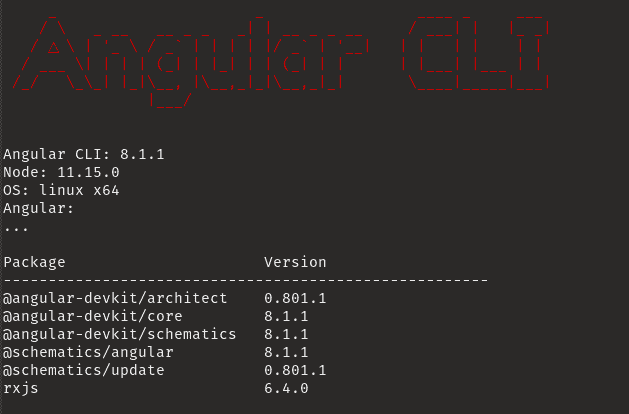 Angular CLI
Angular CLI: 8.1.1
Node: 11.15.0
OS: linux x64
Angular:
...
Package Version
------------------------------------------------------
@angular-devkit/architect 0.801.1
@angular-devkit/core 8.1.1
@angular-devkit/schematics 8.1.1
@schematics/angular 8.1.1
@schematics/update 0.801.1
rxjs 6.4.0